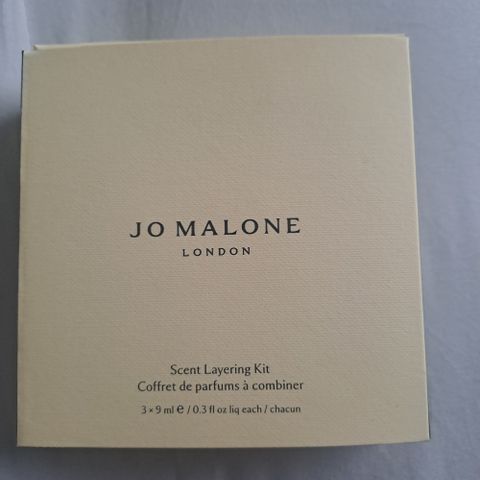 JO MALONE
LONDON
Scent Layering Kit
Coffret de parfums à combiner
3 × 9 ml ℮ / 0.3 fl oz liq each / chacun